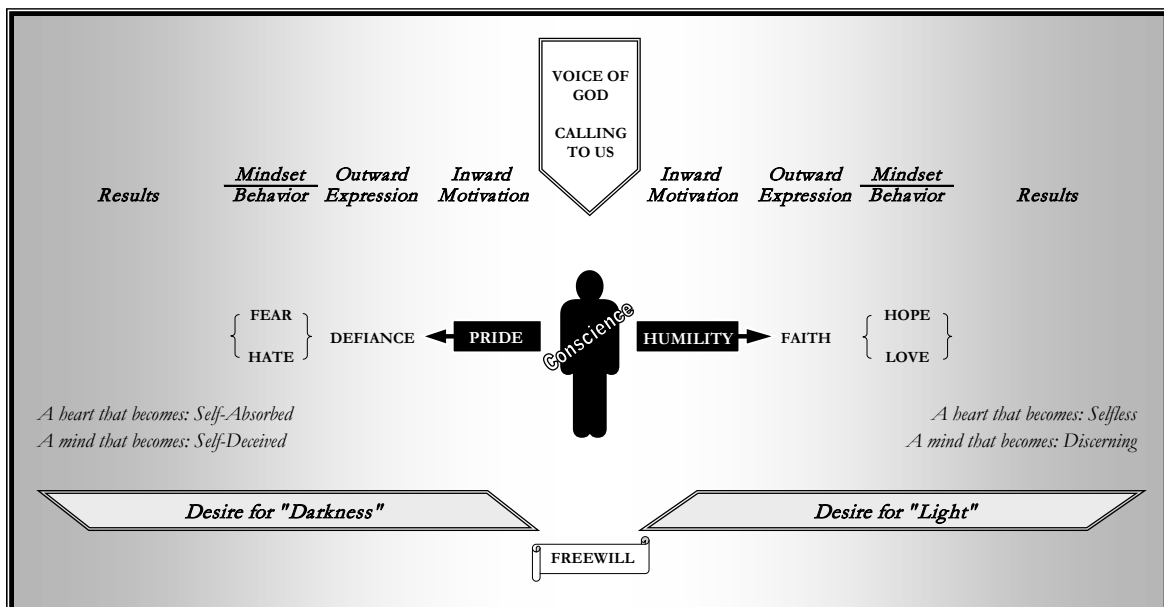 VOICE OF
GOD
CALLING
TO US
Results
Mindset
Behavior
Outward
Expression
Inward
Motivation
Inward
Motivation
Outward
Expression
Mindset
Behavior
Results
FEAR
HATE
DEFIANCE
PRIDE
Conscience
HUMILITY
FAITH
HOPE
LOVE
A heart that becomes: Self-Absorbed
A mind that becomes: Self-Deceived
A heart that becomes: Selfless
A mind that becomes: Discerning
Desire for "Darkness"
Desire for "Light"
FREEWILL